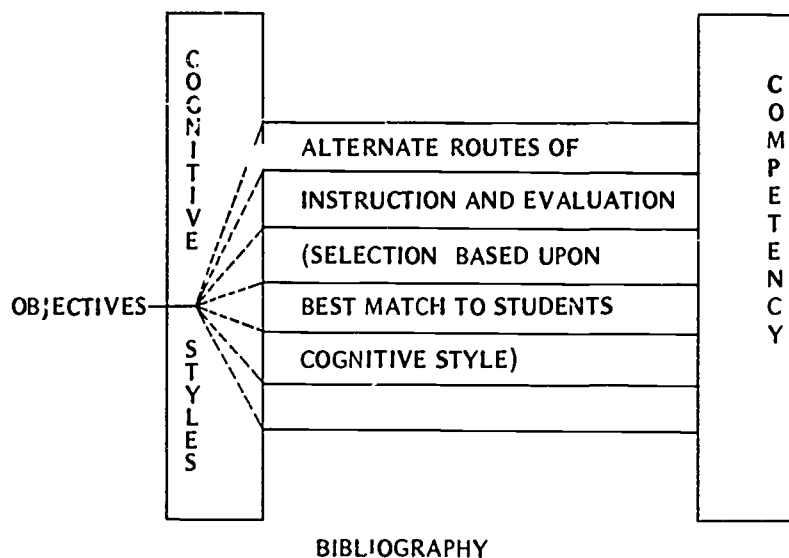 OBJECTIVES
COGNITIVE STYLES
ALTERNATE ROUTES OF
INSTRUCTION AND EVALUATION
(SELECTION BASED UPON
BEST MATCH TO STUDENTS
COGNITIVE STYLE)
COMPETENCY
BIBLIOGRAPHY